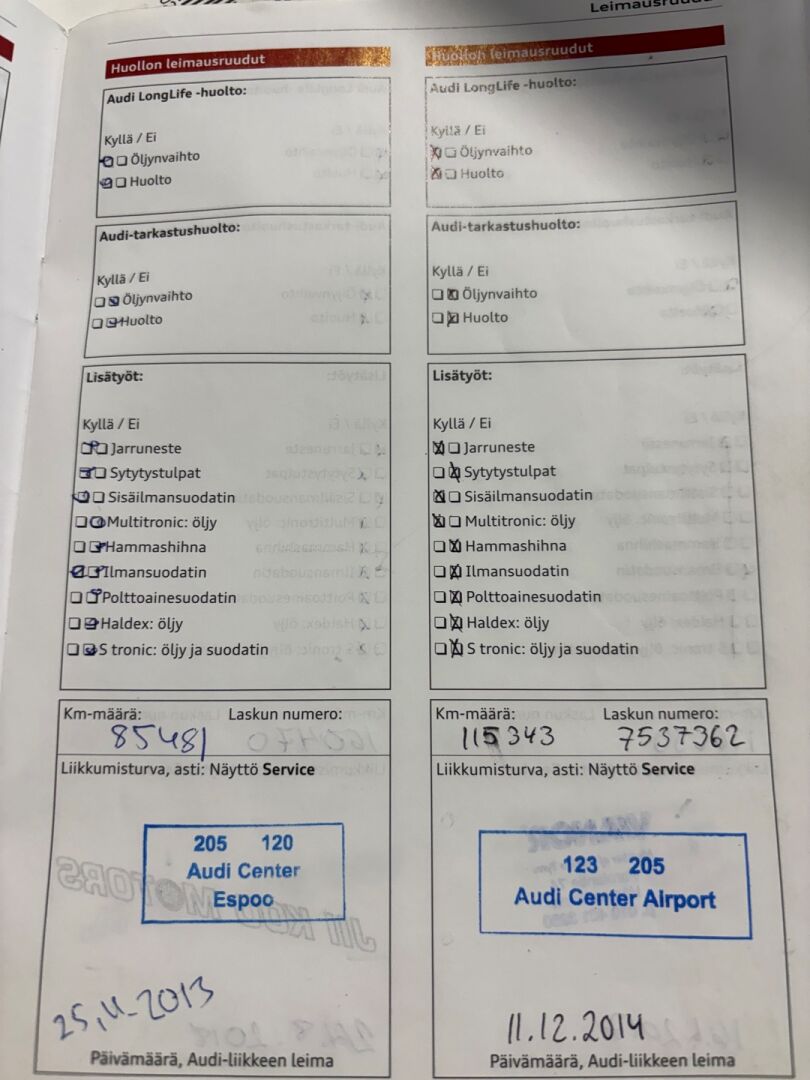 Leimausruudut
Huollon leimausruudut
Audi LongLife -huolto:
Kyllä / Ei
Öljynvaihto
Huolto
Audi-tarkastushuolto:
Kyllä / Ei
Öljynvaihto
Huolto
Lisätyöt:
Kyllä / Ei
Jarruneste
Sytytystulpat
Sisäilmansuodatin
Multitronic: öljy
Hammashihna
Ilmansuodatin
Polttoainesuodatin
Haldex: öljy
S tronic: öljy ja suodatin
Km-määrä: Laskun numero:
85481
Liikkumisturva, asti: Näyttö Service
205 120
Audi Center
Espoo
25.11.2013
Päivämäärä, Audi-liikkeen leima
Huollon leimausruudut
Audi LongLife -huolto:
Kyllä / Ei
Öljynvaihto
Huolto
Audi-tarkastushuolto:
Kyllä / Ei
Öljynvaihto
Huolto
Lisätyöt:
Kyllä / Ei
Jarruneste
Sytytystulpat
Sisäilmansuodatin
Multitronic: öljy
Hammashihna
Ilmansuodatin
Polttoainesuodatin
Haldex: öljy
S tronic: öljy ja suodatin
Km-määrä: Laskun numero:
115343 7537362
Liikkumisturva, asti: Näyttö Service
123 205
Audi Center Airport
11.12.2014
Päivämäärä, Audi-liikkeen leima